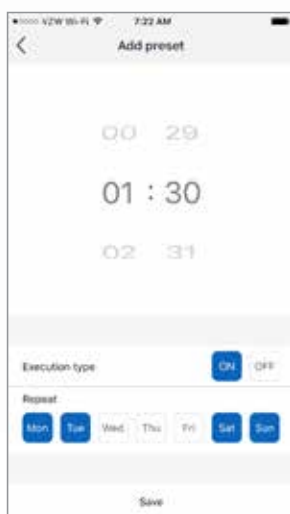 VZW Wi-Fi 7:22 AM
Add preset
00 29
01 : 30
02 31
Execution type ON OFF
Repeat
Mon Tue Wed Thu Fri Sat Sun
Save